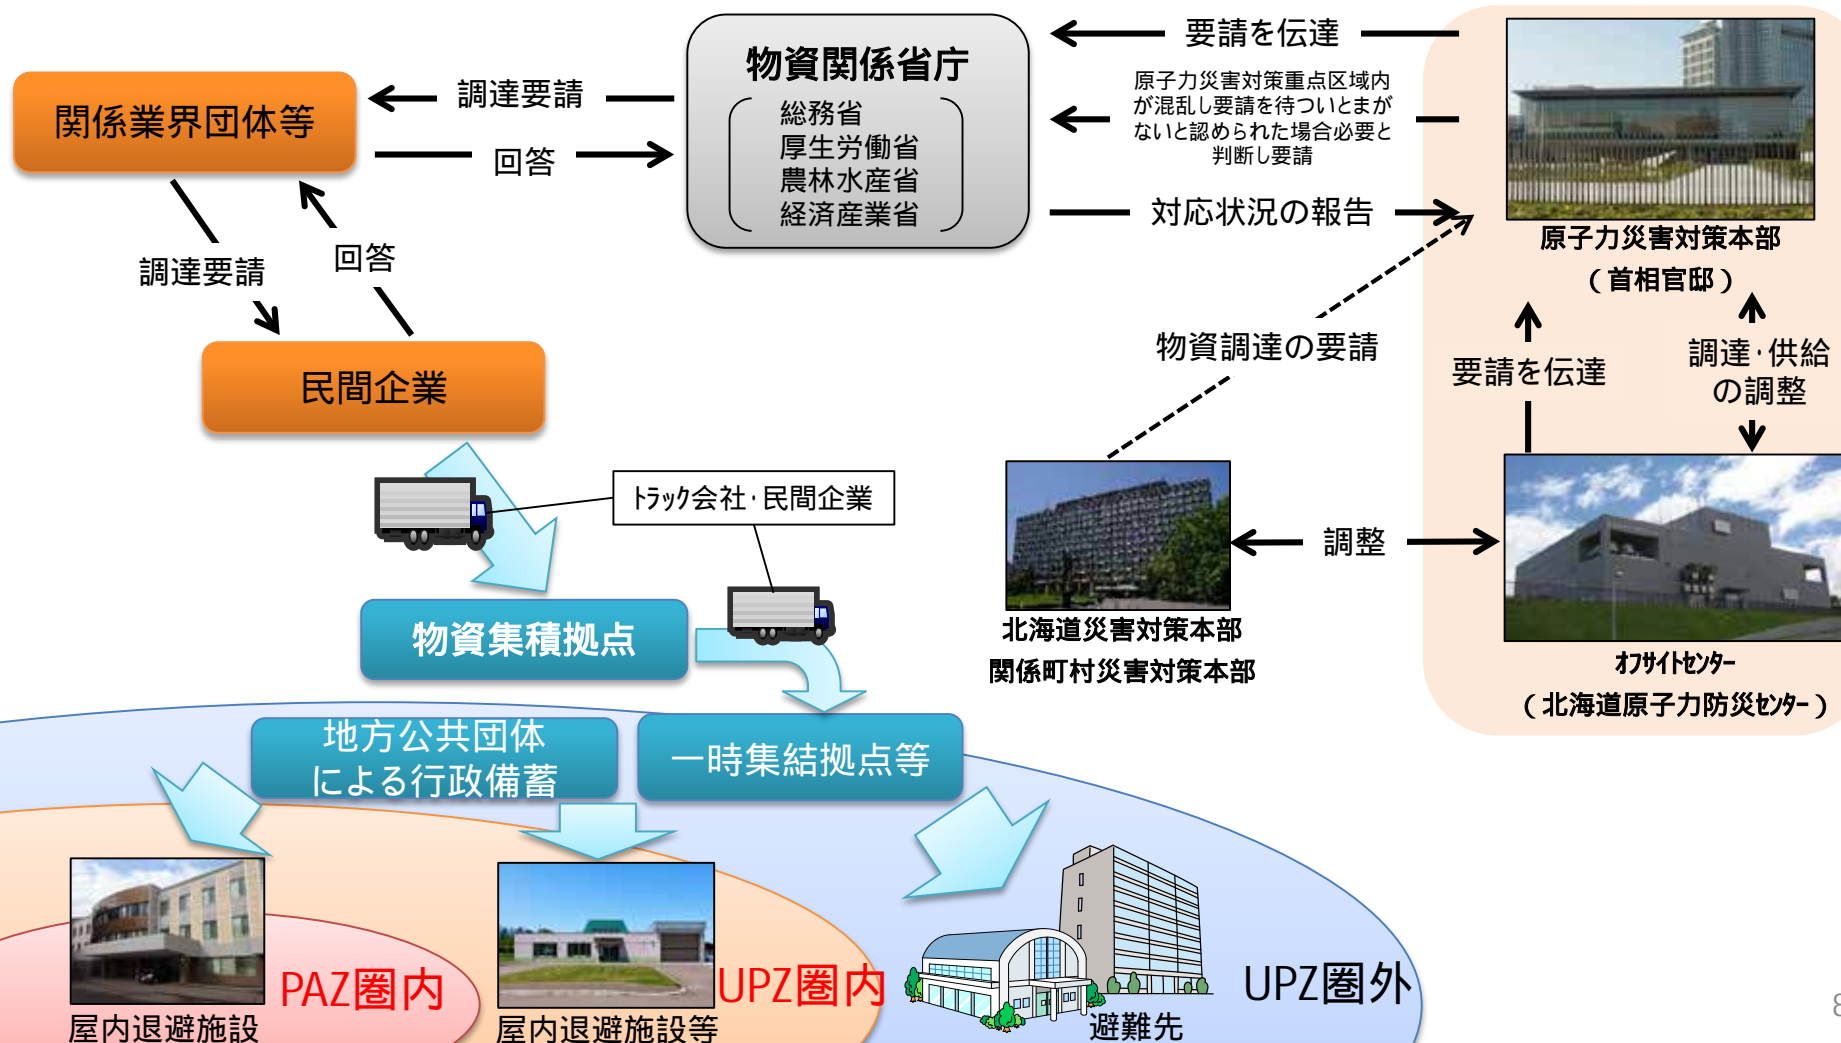 要請を伝達
物資関係省庁
総務省
厚生労働省
農林水産省
経済産業省
関係業界団体等
調達要請
回答
原子力災害対策重点区域内
が混乱し要請を待ついとまが
ないと認められた場合必要と
判断し要請
対応状況の報告
原子力災害対策本部
(首相官邸)
調達要請
回答
物資調達の要請
要請を伝達
調達・供給
の調整
民間企業
トラック会社・民間企業
調整
物資集積拠点
北海道災害対策本部
関係町村災害対策本部
オフサイトセンター
(北海道原子力防災センター)
地方公共団体
による行政備蓄
一時集結拠点等
PAZ圏内
UPZ圏内
UPZ圏外
屋内退避施設
屋内退避施設等
避難先